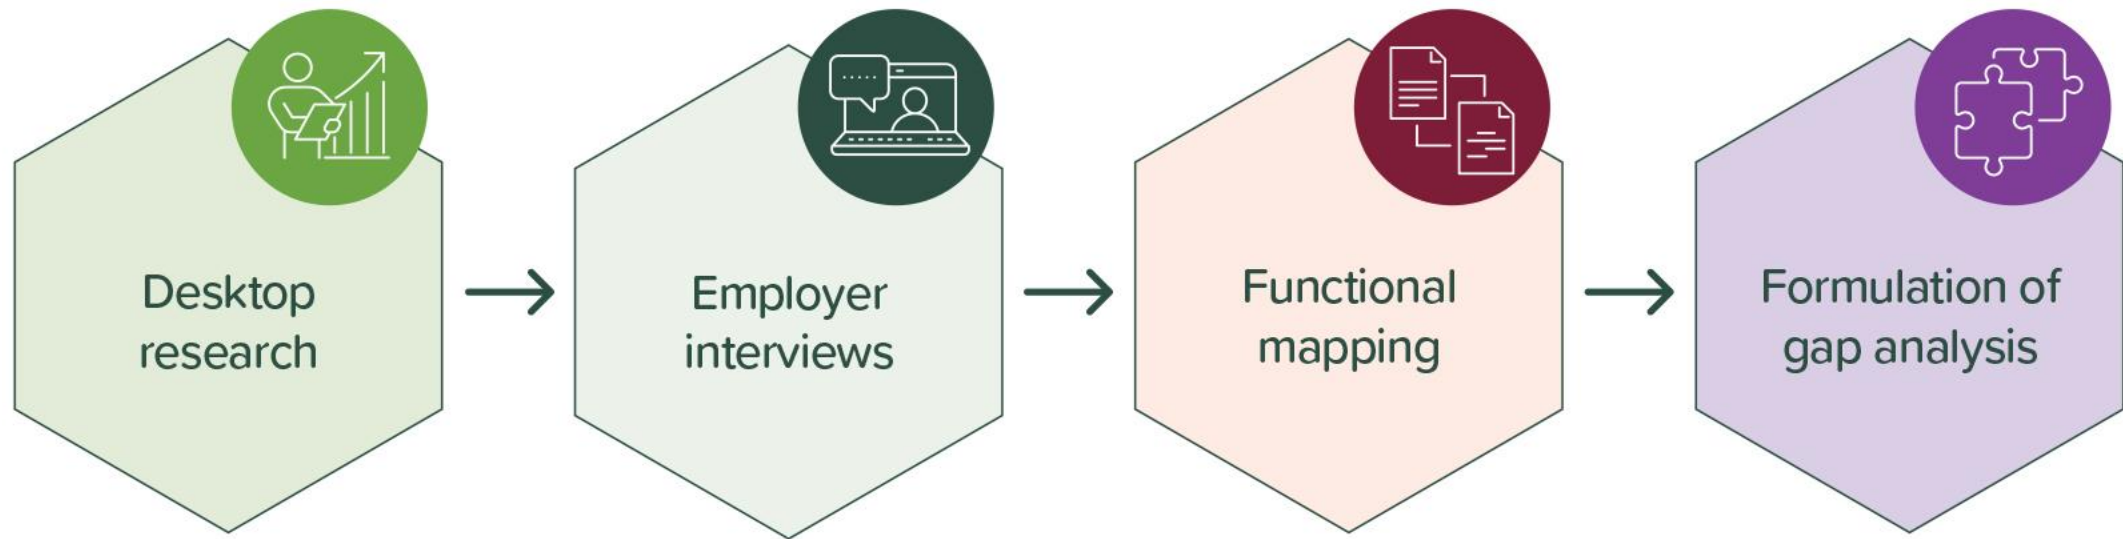 Desktop
research
Employer
interviews
Functional
mapping
Formulation of
gap analysis